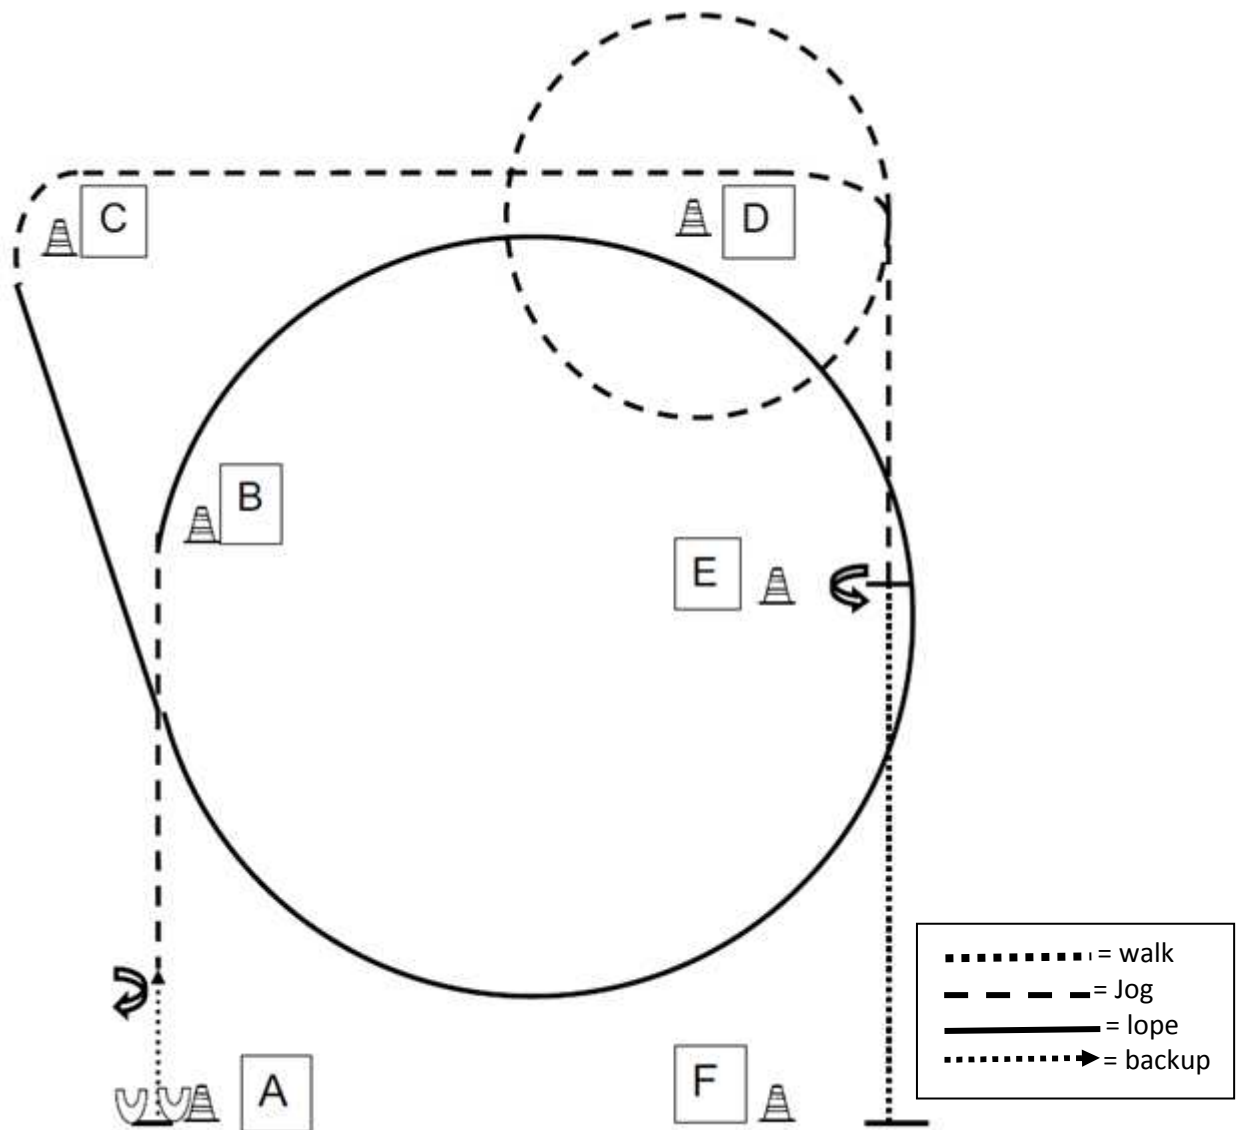 C
D
B
E
A
F
= walk
= Jog
= lope
= backup